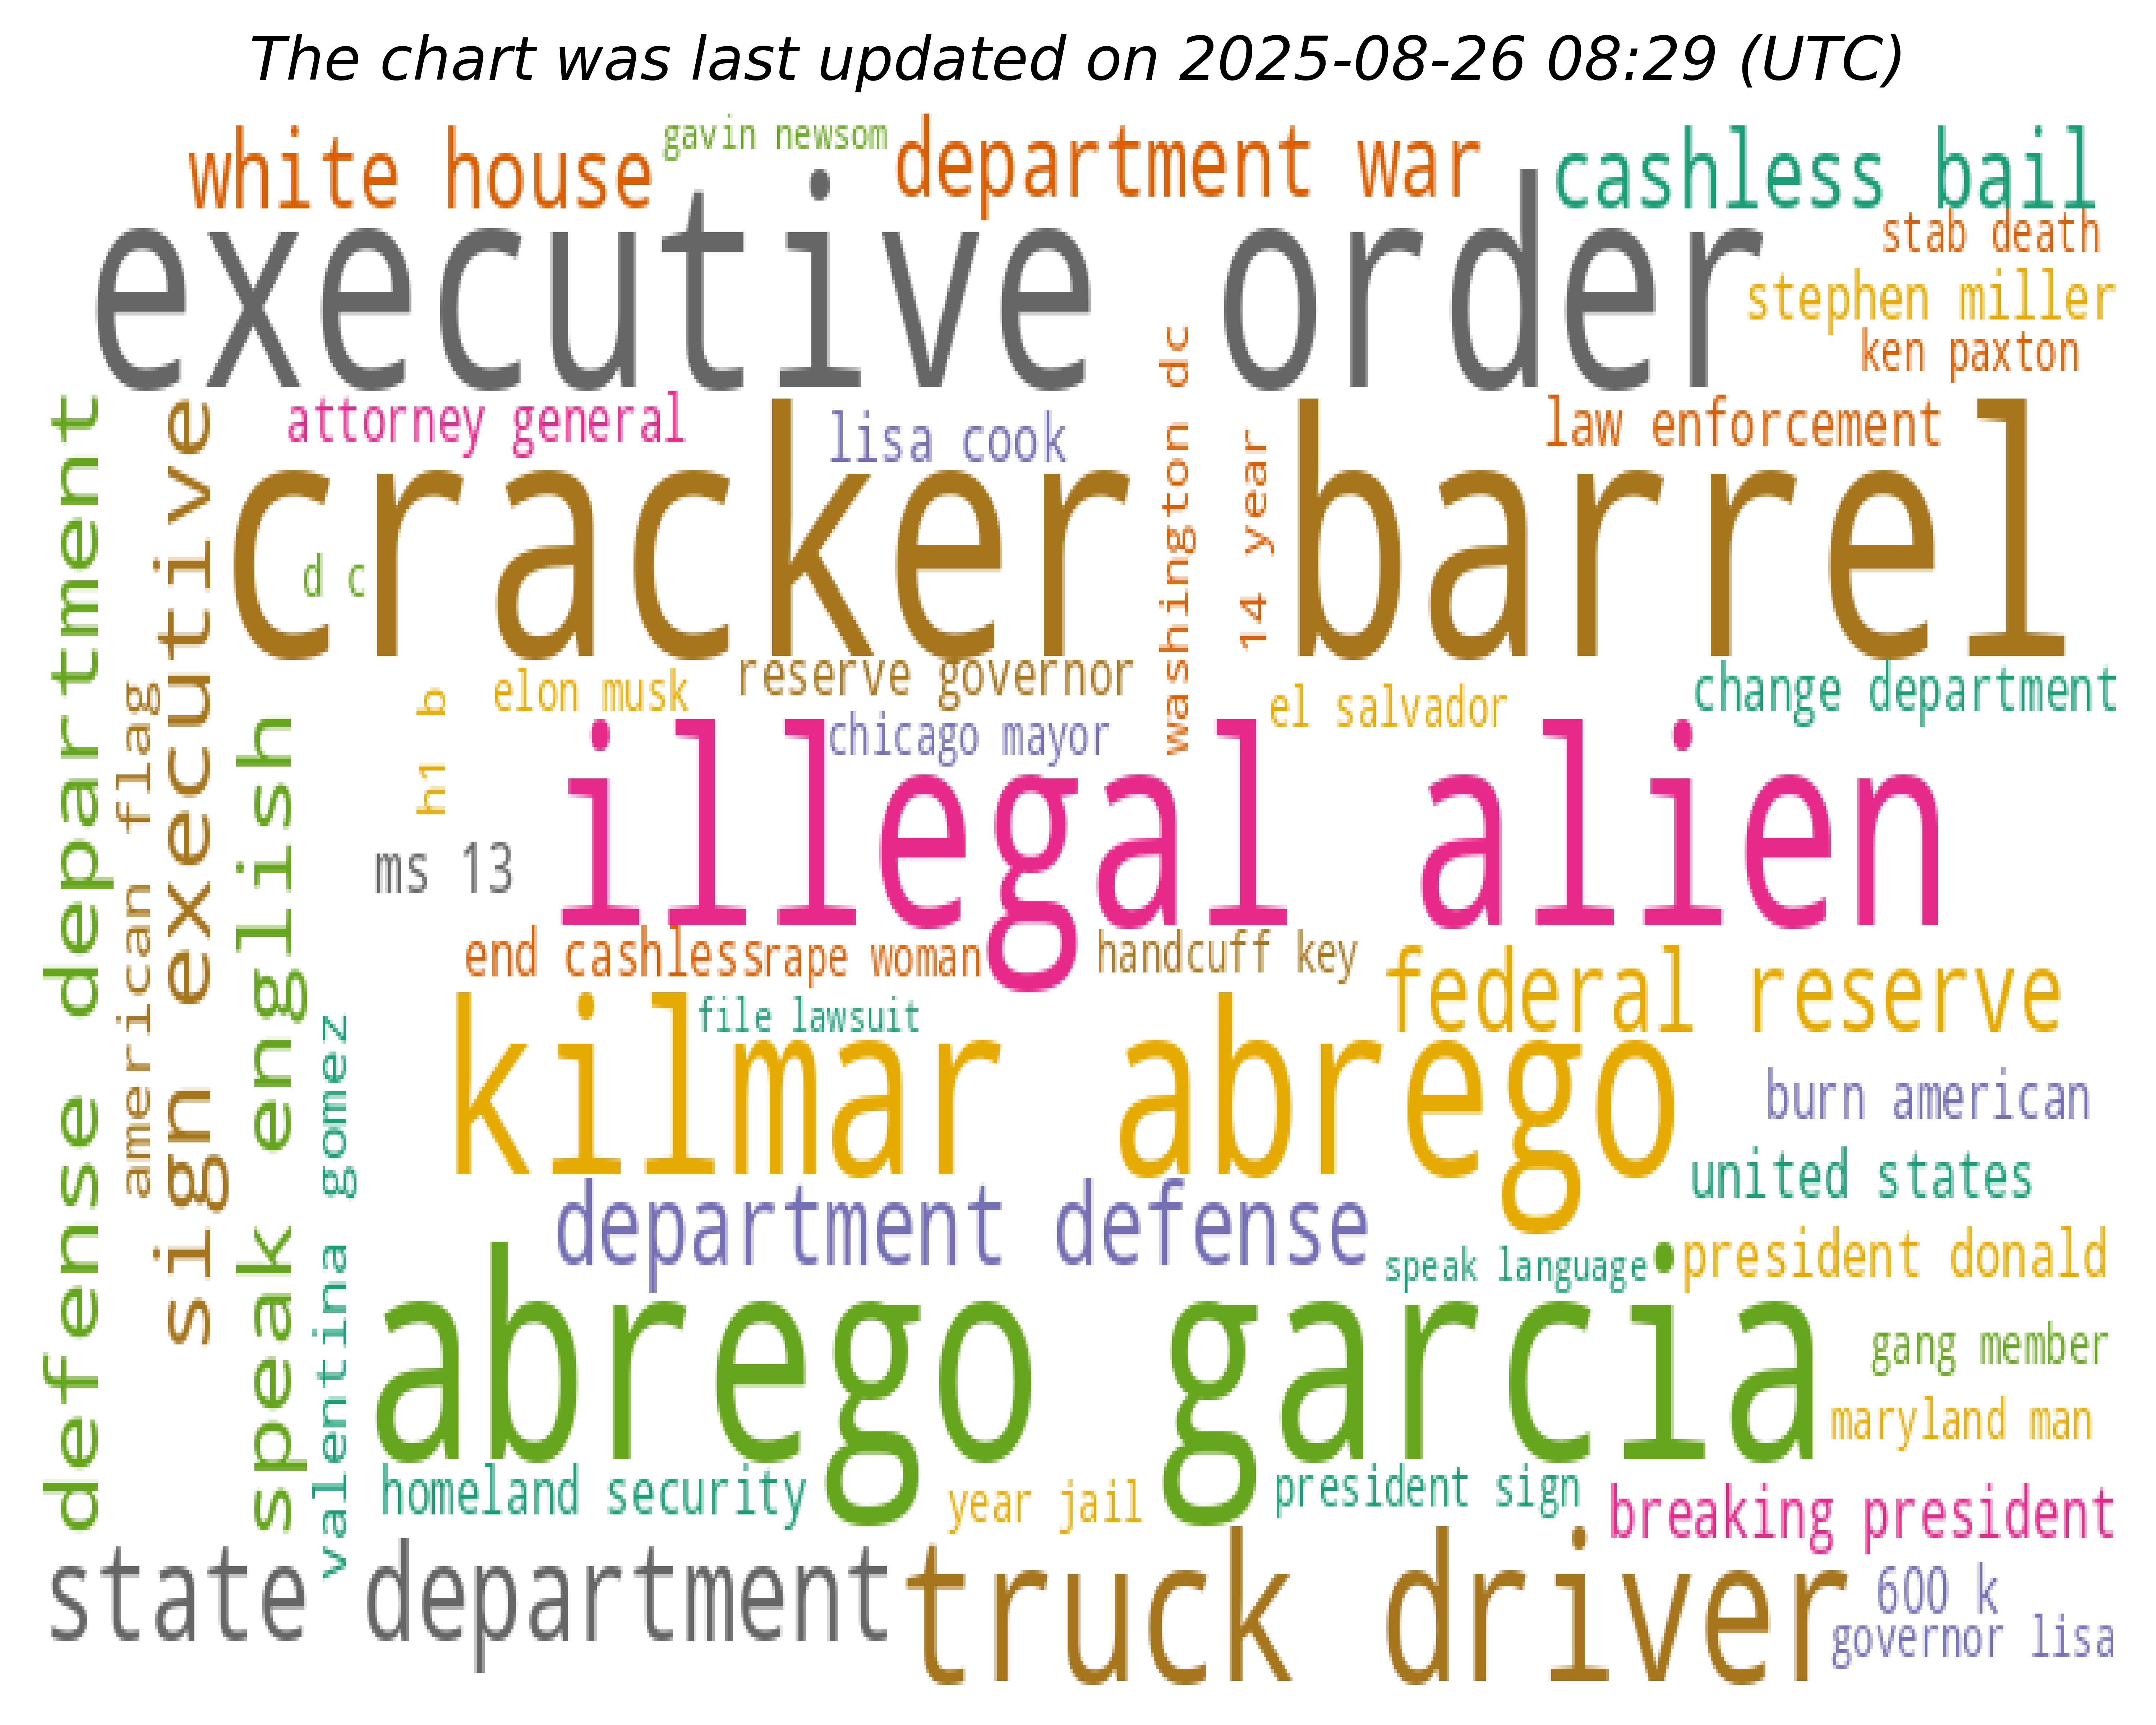 The chart was last updated on 2025-08-26 08:29 (UTC)
white house
gavin newsom
department war
cashless bail
executive order
stab death
stephen miller
ken paxton
attorney general
lisa cook
washington dc
14 year
law enforcement
cracker barrel
d c
defense department
american flag
sign executive
speak english
valentina gomez
h1 b
elon musk
reserve governor
chicago mayor
el salvador
change department
illegal alien
ms 13
end cashless
rape woman
handcuff key
federal reserve
file lawsuit
kilmar abrego
burn american
united states
department defense
speak language
president donald
abrego garcia
gang member
maryland man
homeland security
year jail
president sign
breaking president
state department
truck driver
600 k
governor lisa